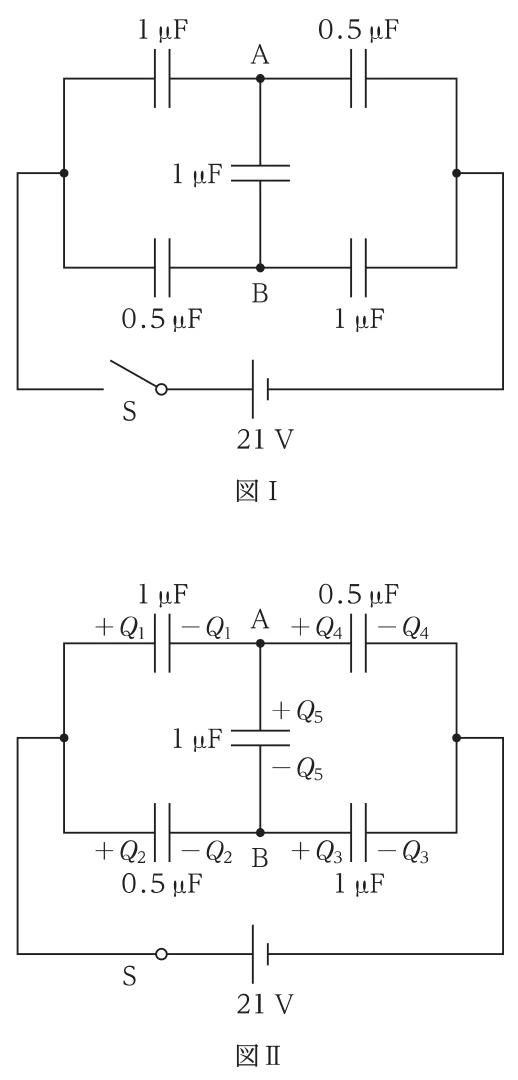 1 μF 0.5 μF
A
1 μF
B
0.5 μF 1 μF
S
21 V
図 I
1 μF 0.5 μF
+Q₁ −Q₁ A +Q₄ −Q₄
+Q₅
1 μF
−Q₅
+Q₂ −Q₂ B +Q₃ −Q₃
0.5 μF 1 μF
S
21 V
図 II